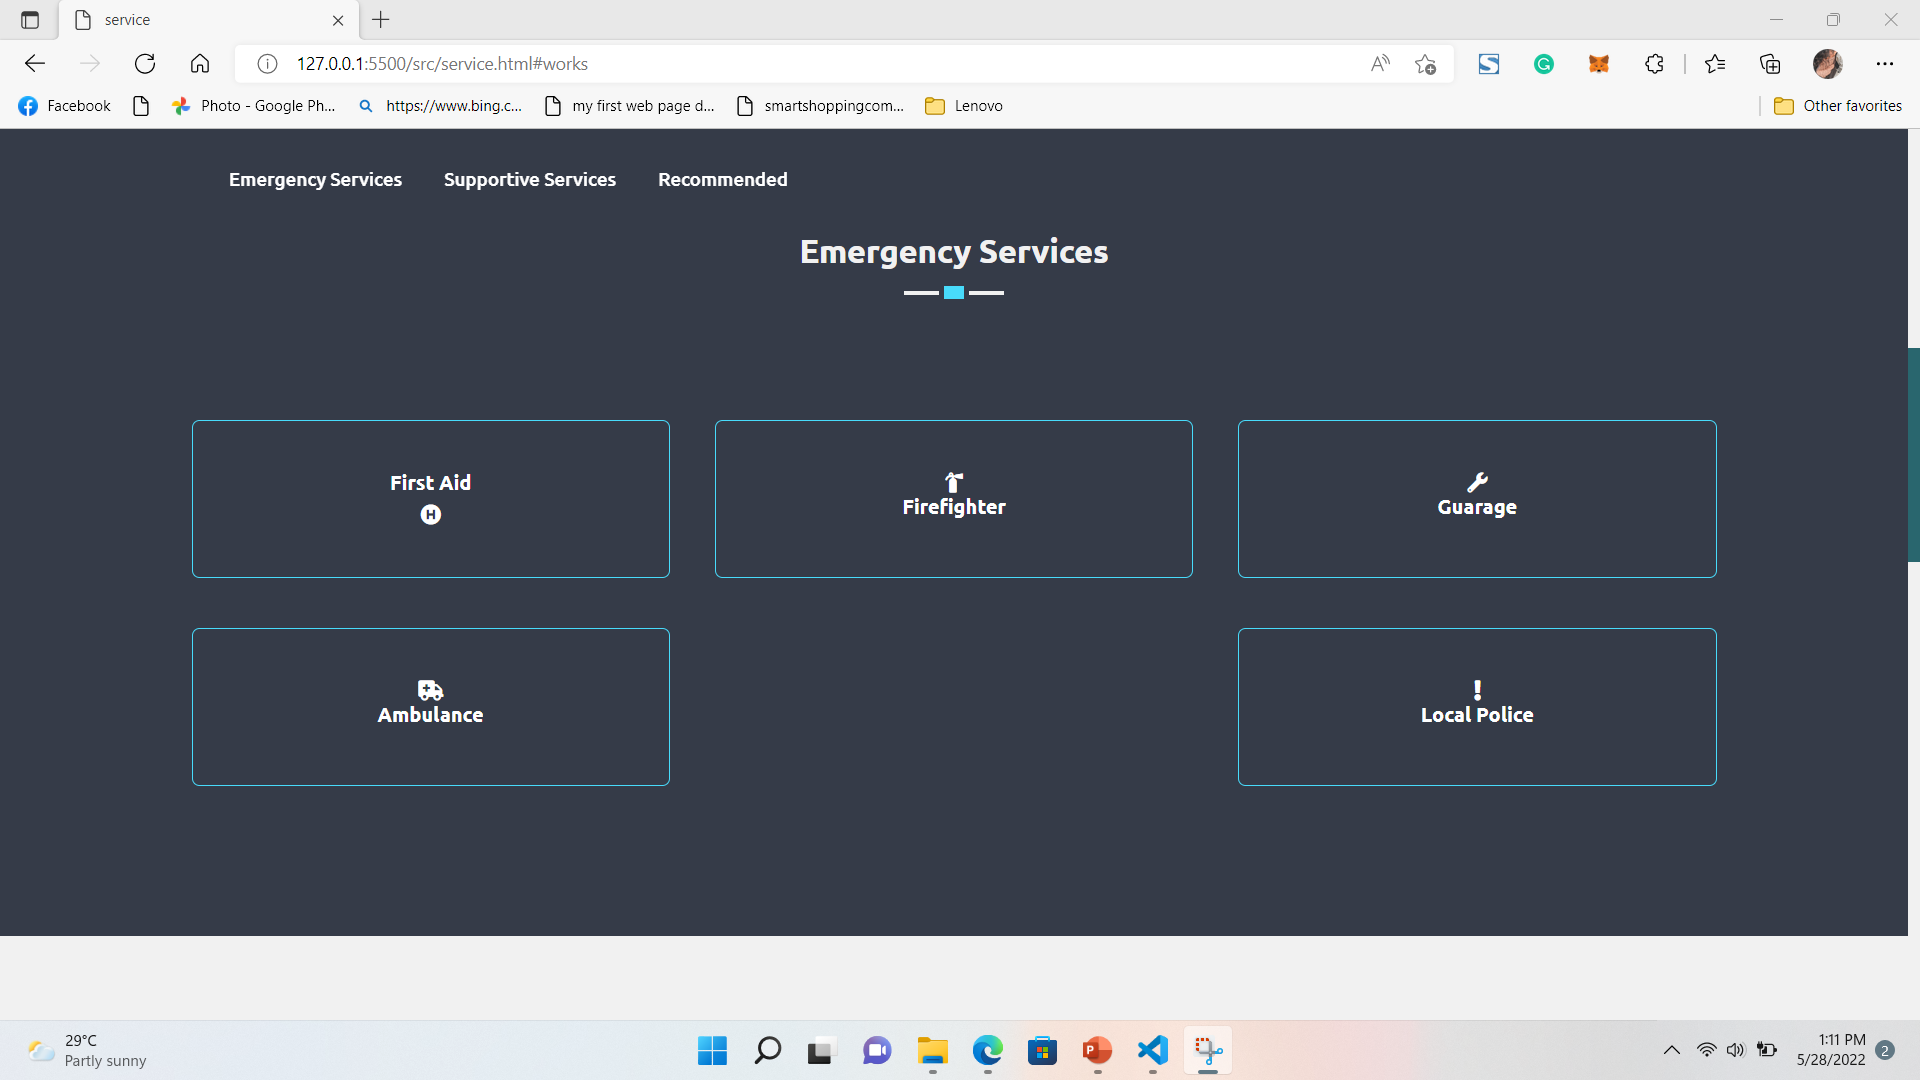 service
127.0.0.1:5500/src/service.html#works
Facebook
Photo - Google Ph...
https://www.bing.c...
my first web page d...
smartshoppingcom...
Lenovo
Other favorites
Emergency Services Supportive Services Recommended
Emergency Services
First Aid
H
Firefighter
Guarage
Ambulance
Local Police
29°C
Partly sunny
1:11 PM
5/28/2022
2